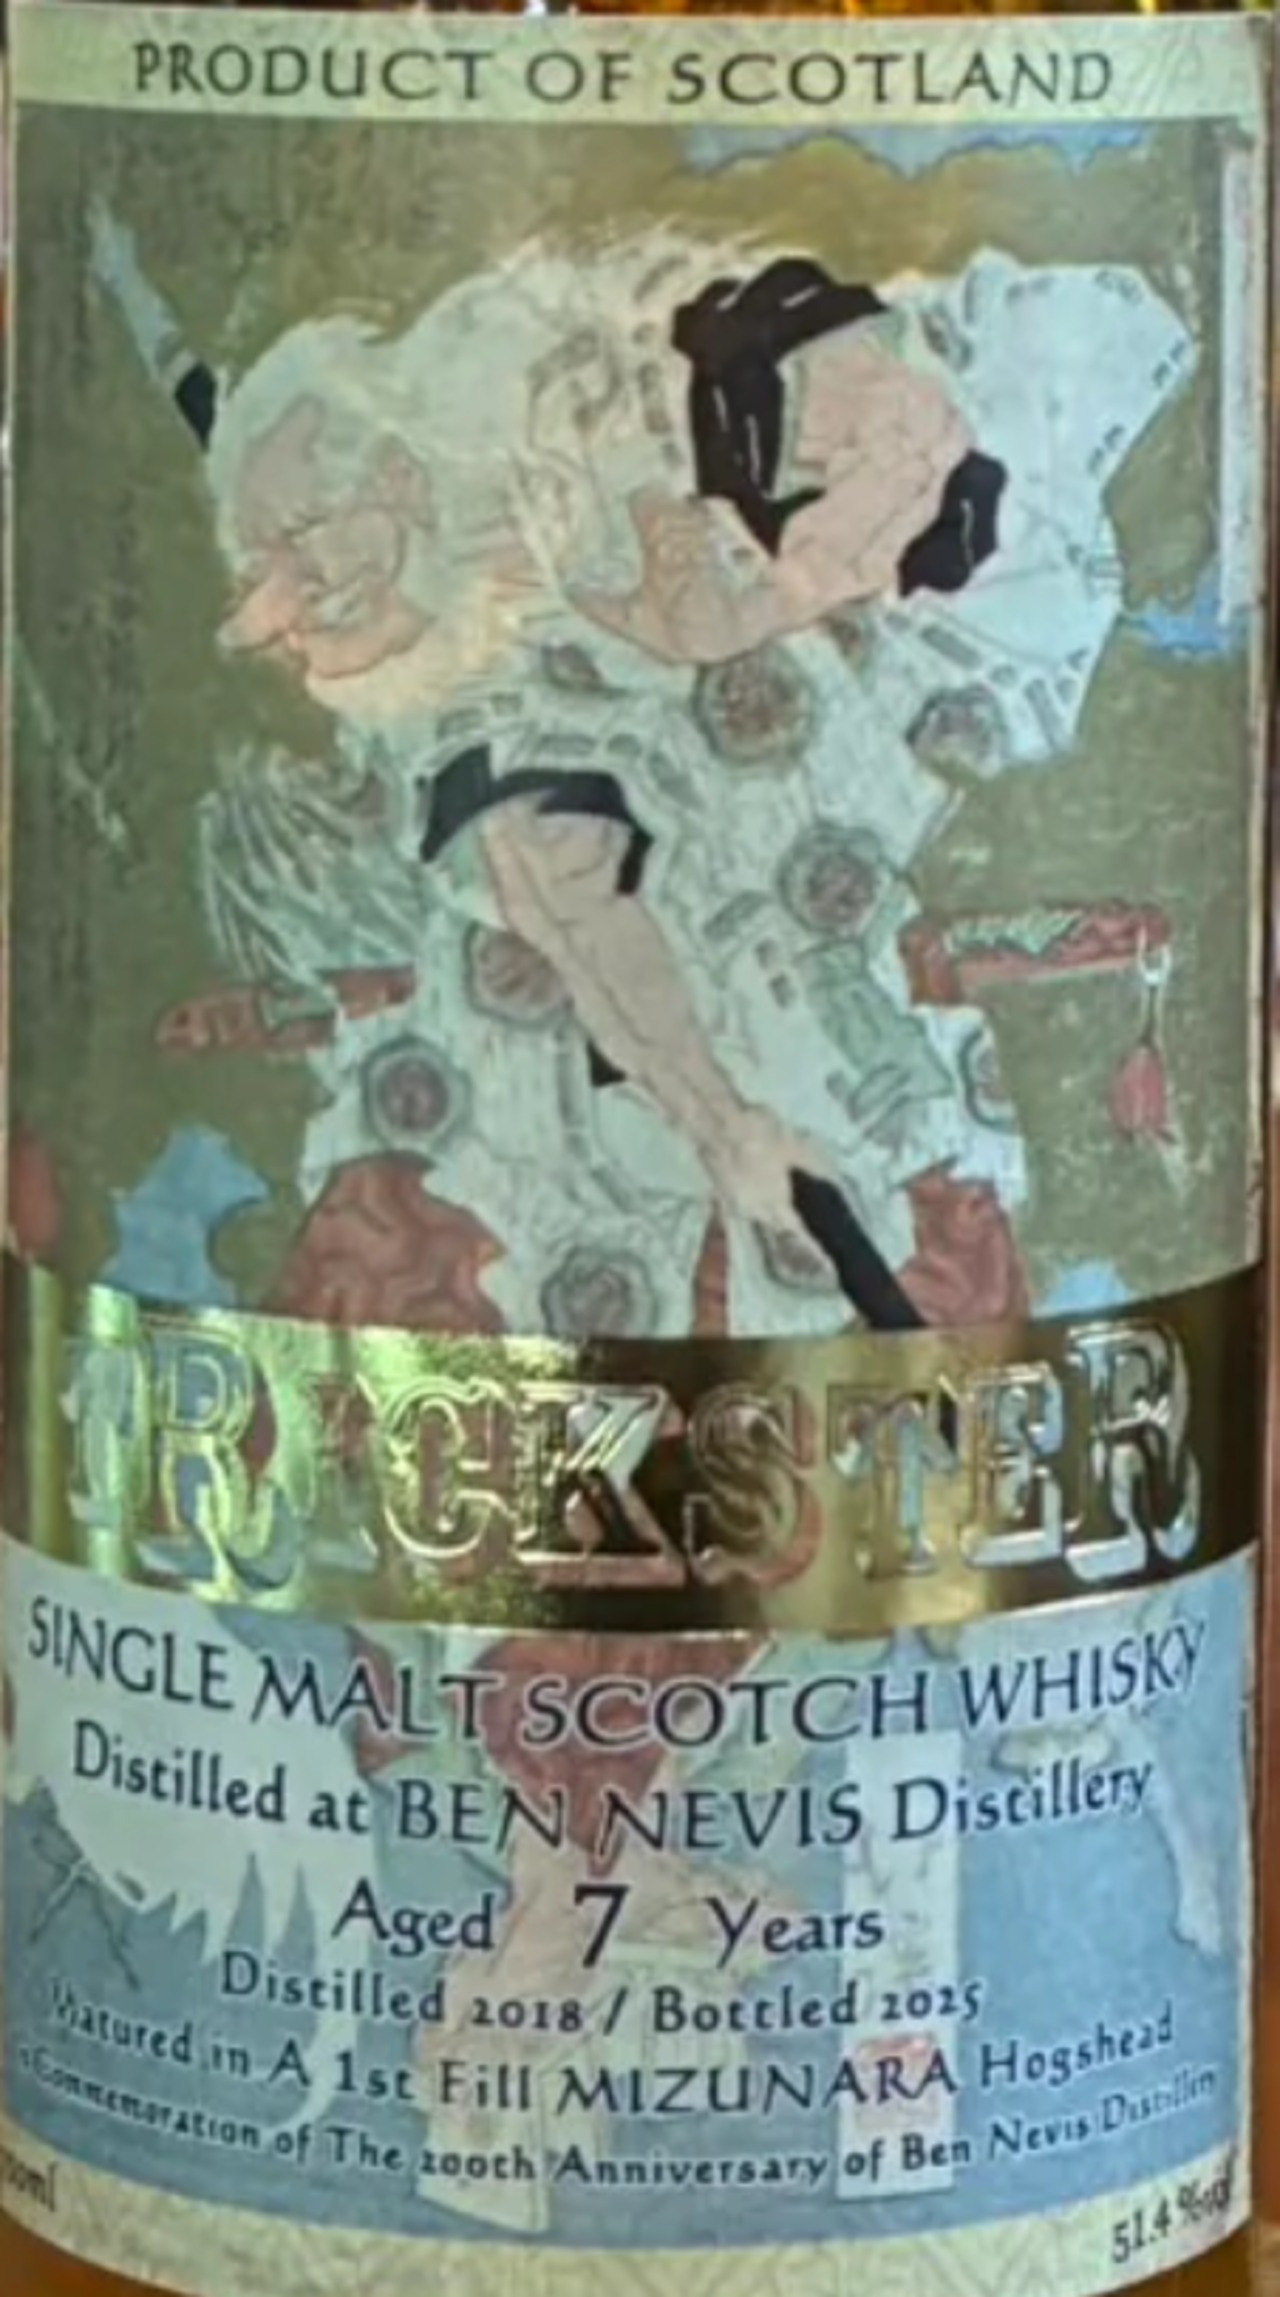 PRODUCT OF SCOTLAND
TRICKSTER
SINGLE MALT SCOTCH WHISKY
Distilled at BEN NEVIS Distillery
Aged 7 Years
Distilled 2018 / Bottled 2025
Matured in A 1st Fill MIZUNARA Hogshead
Commemoration of The 200th Anniversary of Ben Nevis Distillery
51.4%